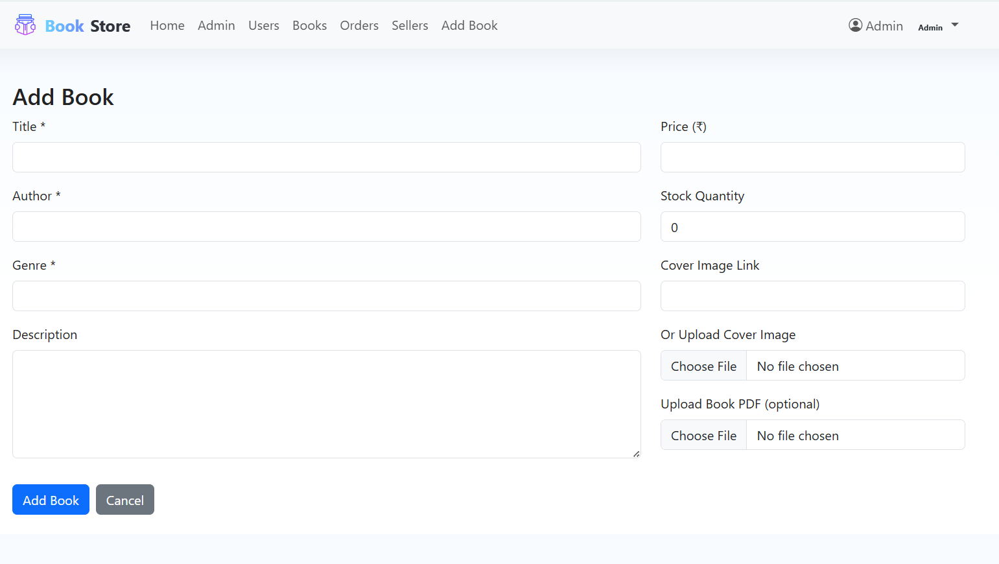 Book Store Home Admin Users Books Orders Sellers Add Book Admin Admin
Add Book
Title *
Price (₹)
Author *
Stock Quantity
0
Genre *
Cover Image Link
Description
Or Upload Cover Image
Choose File No file chosen
Upload Book PDF (optional)
Choose File No file chosen
Add Book Cancel